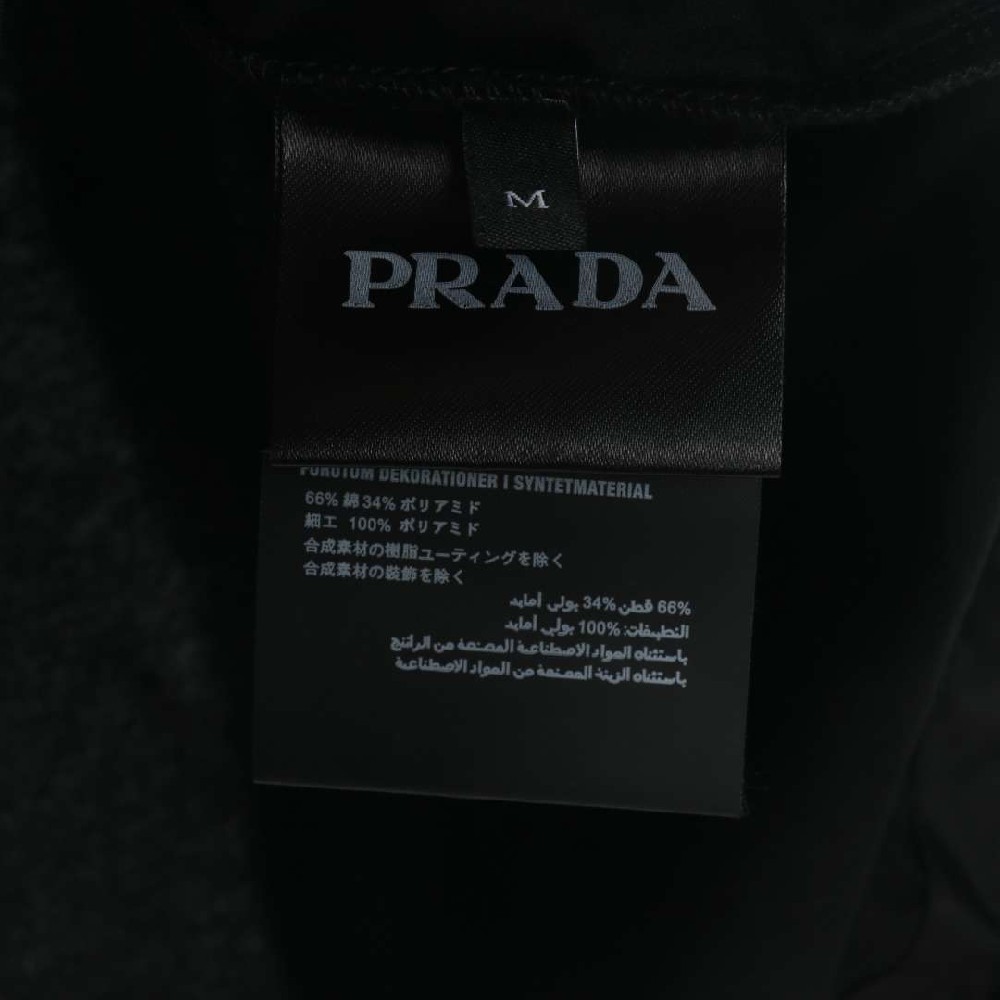 M
PRADA
FÖRUTOM DEKORATIONER I SYNTETMATERIAL
66% 綿 34% ポリアミド
細工 100% ポリアミド
合成素材の樹脂ユーティングを除く
合成素材の装飾を除く
66% قطن 34% بولي أمايد
التطبيقات: 100% بولي أمايد
باستثناء المواد الاصطناعية المصنعة من الراتنج
باستثناء الزينة المصنعة من المواد الاصطناعية